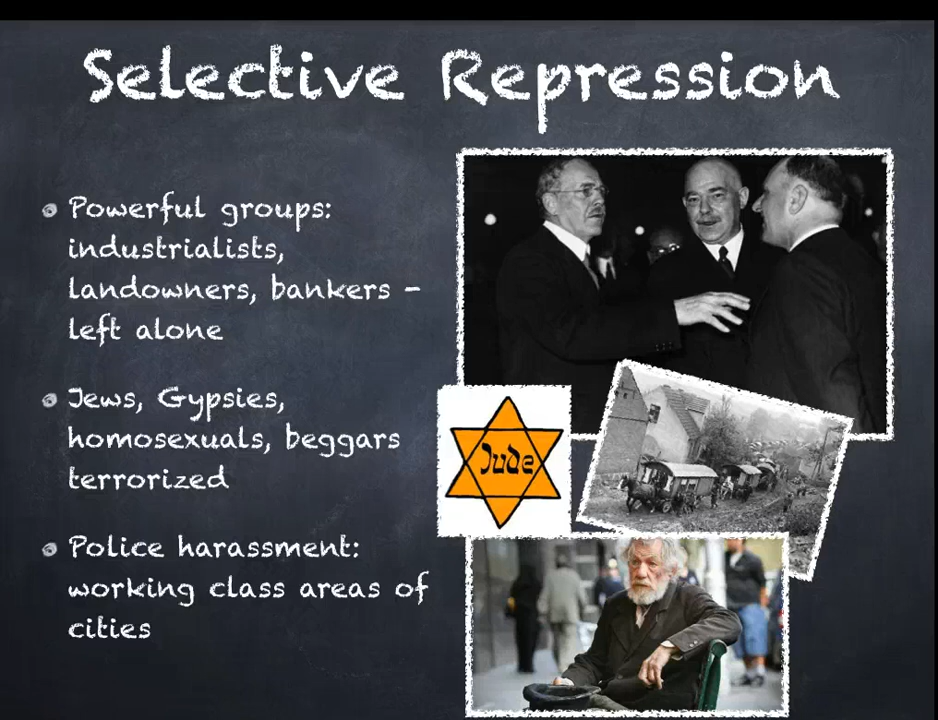 Selective Repression
Powerful groups:
industrialists,
landowners, bankers -
left alone
Jews, Gypsies,
homosexuals, beggars
terrorized
Police harassment:
working class areas of
cities
Jude